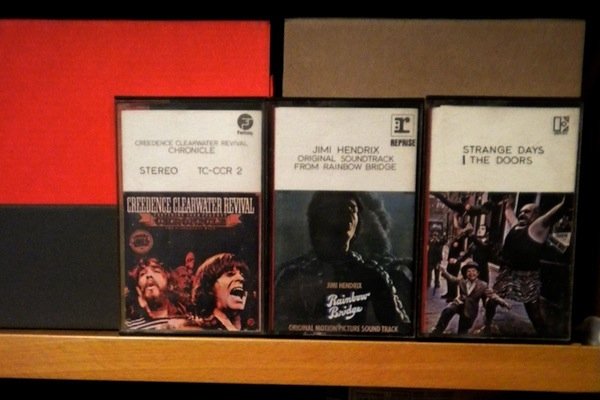 Fantasy
CREEDENCE CLEARWATER REVIVAL
CHRONICLE
STEREO TC-CCR 2
CREEDENCE CLEARWATER REVIVAL
r
REPRISE
JIMI HENDRIX
ORIGINAL SOUNDTRACK
FROM RAINBOW BRIDGE
JIMI HENDRIX
Rainbow
Bridge
ORIGINAL MOTION PICTURE SOUND TRACK
E
STRANGE DAYS
THE DOORS